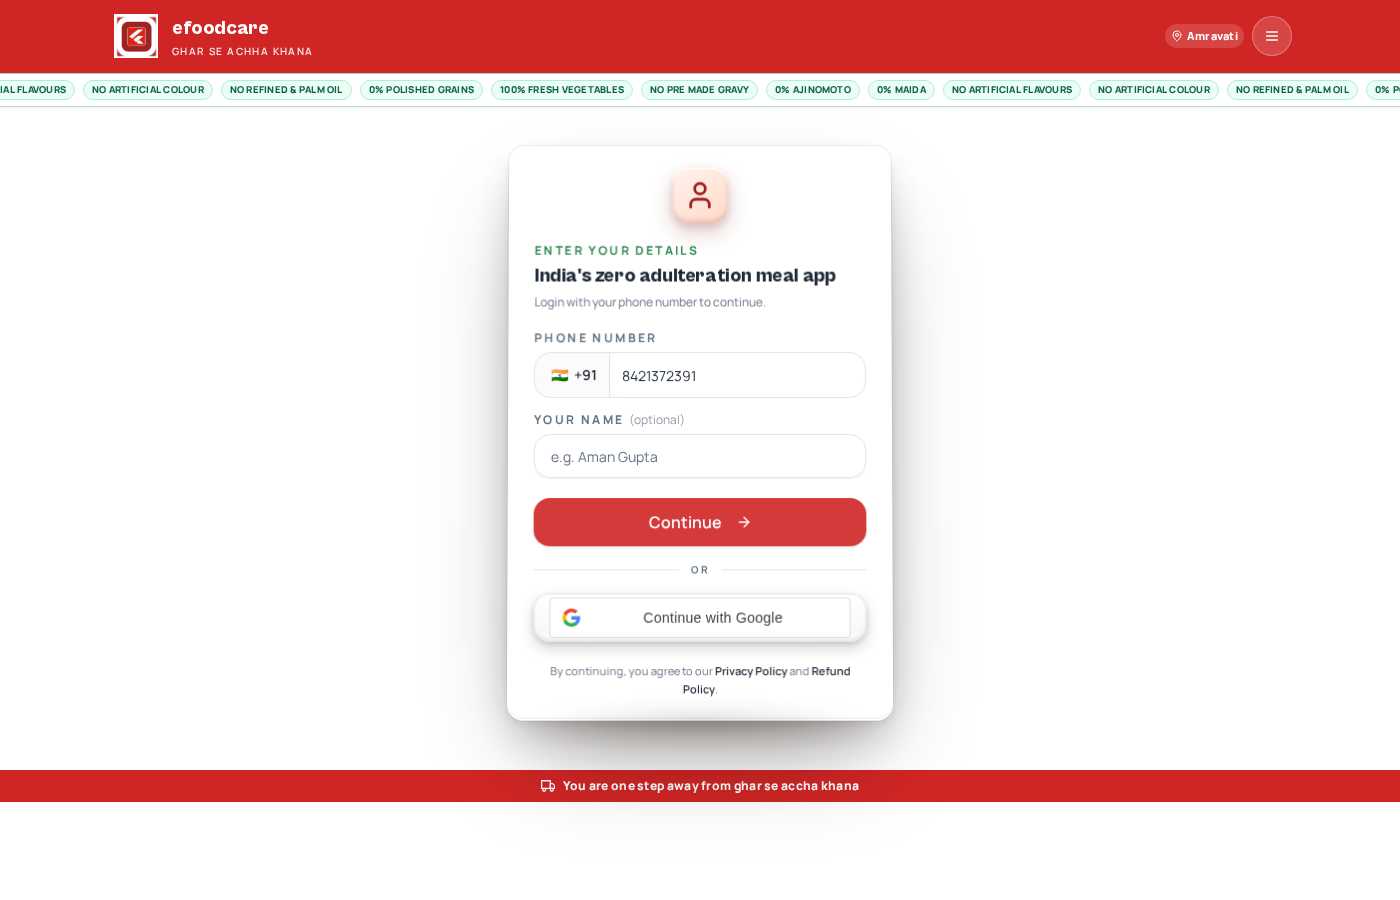 efoodcare
GHAR SE ACHHA KHANA
Amravati
IAL FLAVOURS NO ARTIFICIAL COLOUR NO REFINED & PALM OIL 0% POLISHED GRAINS 100% FRESH VEGETABLES NO PRE MADE GRAVY 0% AJINOMOTO 0% MAIDA NO ARTIFICIAL FLAVOURS NO ARTIFICIAL COLOUR NO REFINED & PALM OIL 0%
ENTER YOUR DETAILS
India's zero adulteration meal app
Login with your phone number to continue.
PHONE NUMBER
+91 8421372391
YOUR NAME (optional)
e.g. Aman Gupta
Continue →
OR
Continue with Google
By continuing, you agree to our Privacy Policy and Refund
Policy.
You are one step away from ghar se accha khana